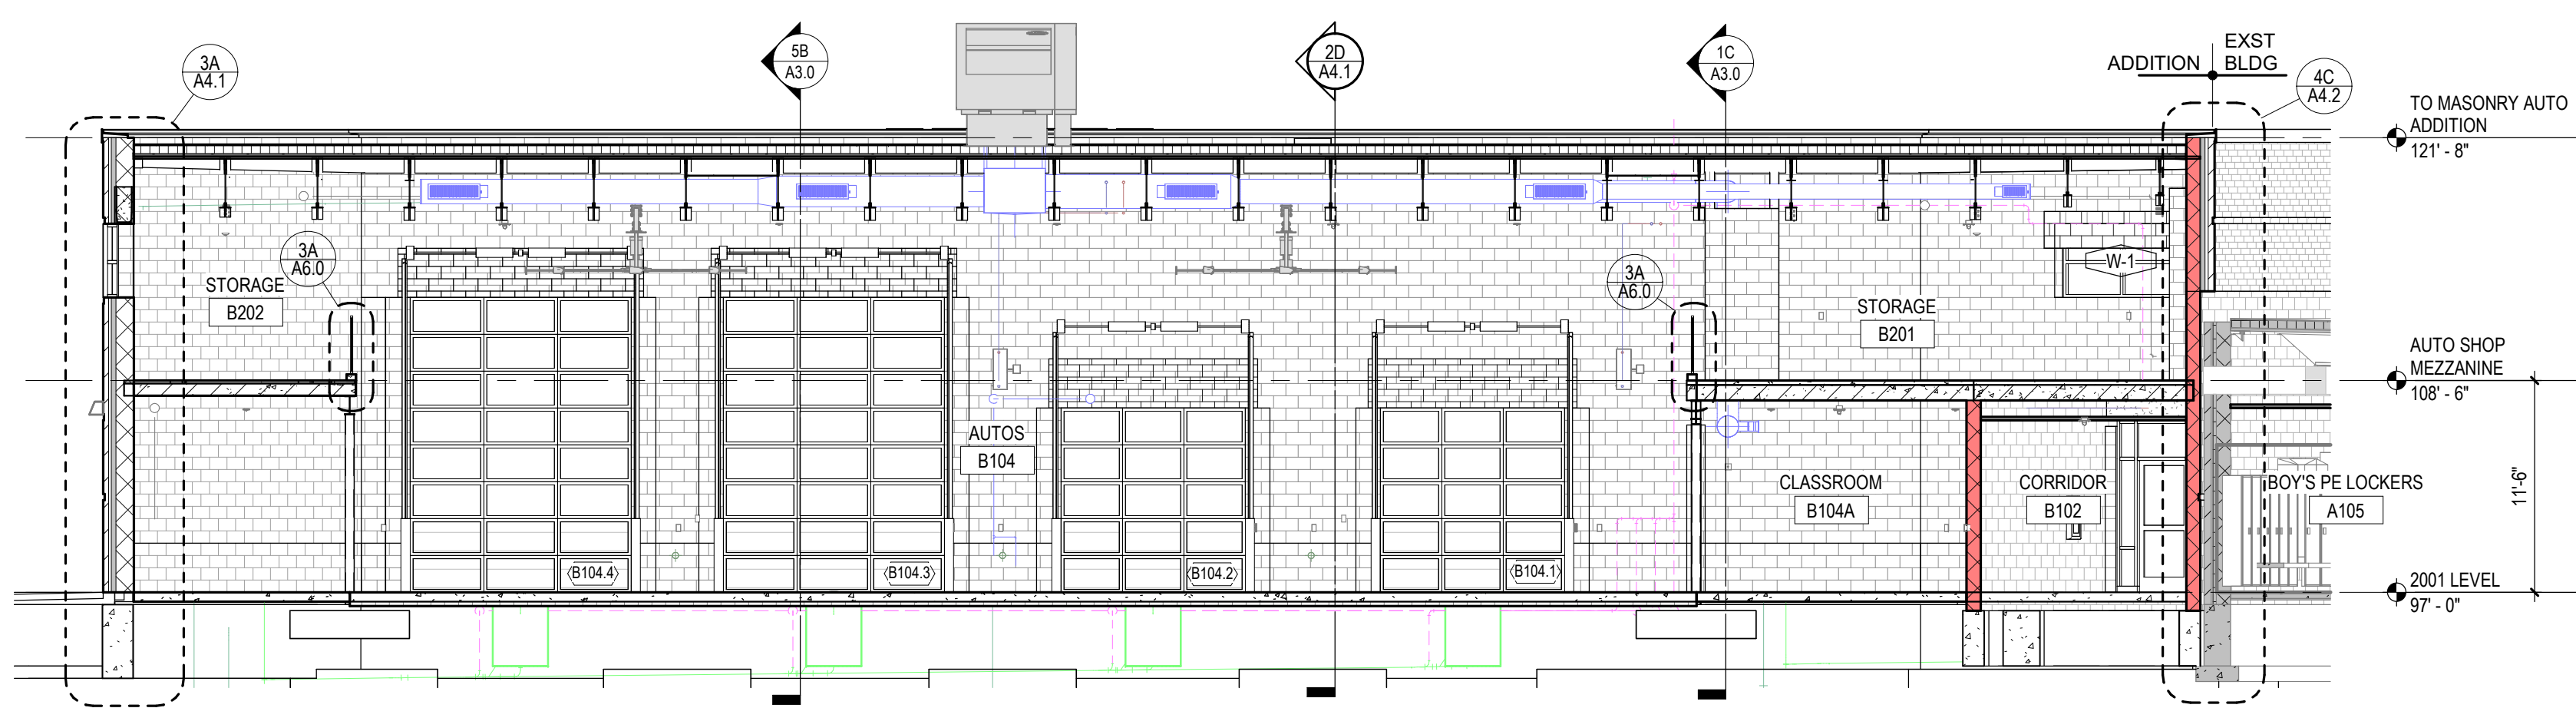 3A
A4.1
5B
A3.0
2D
A4.1
1C
A3.0
ADDITION
EXST
BLDG
4C
A4.2
TO MASONRY AUTO
ADDITION
121' - 8"
3A
A6.0
STORAGE
B202
3A
A6.0
STORAGE
B201
W-1
AUTO SHOP
MEZZANINE
108' - 6"
AUTOS
B104
CLASSROOM
B104A
CORRIDOR
B102
BOY'S PE LOCKERS
A105
11'-6"
B104.4
B104.3
B104.2
B104.1
2001 LEVEL
97' - 0"